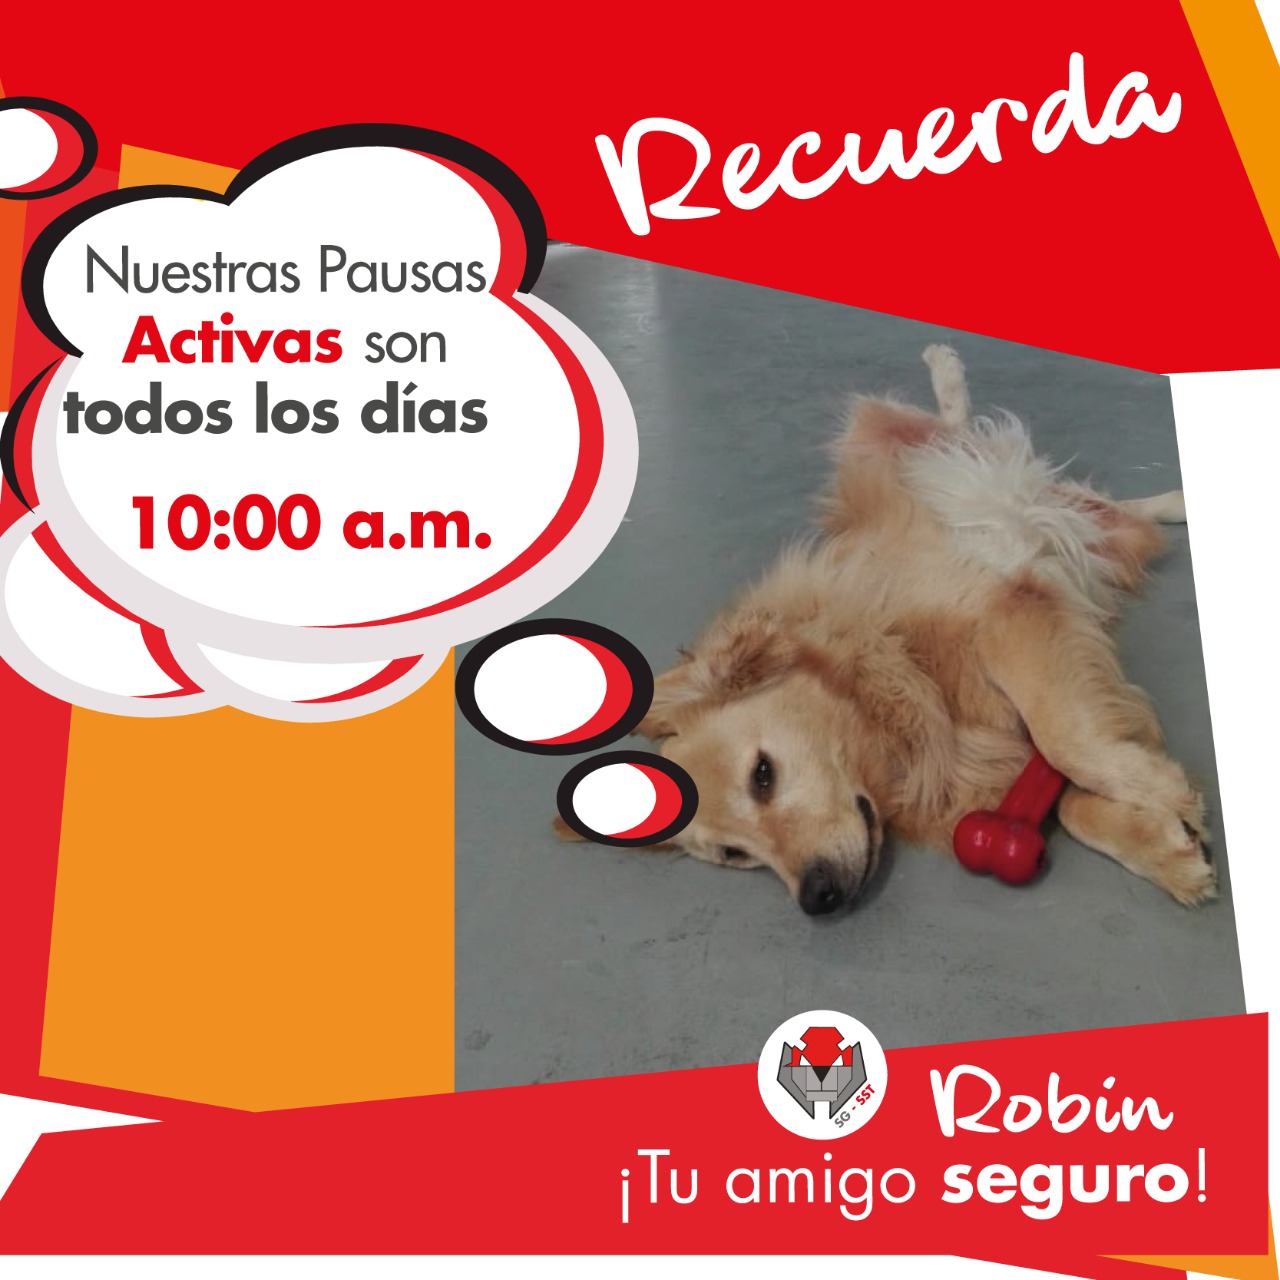 Recuerda
Nuestras Pausas
Activas son
todos los días
10:00 a.m.
SG - SST
Robin
¡Tu amigo seguro!